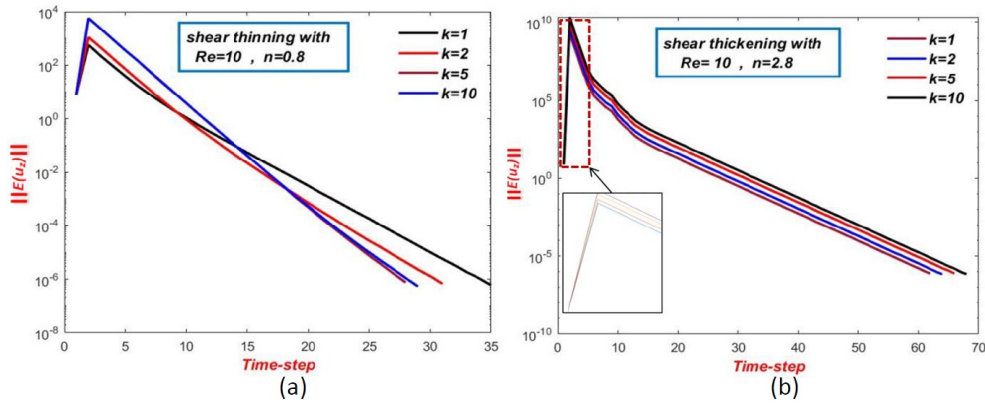 shear thinning with
Re=10 , n=0.8
k=1
k=2
k=5
k=10
10^4
10^2
10^0
10^-2
10^-4
10^-6
10^-8
||E(u_z)||
0 5 10 15 20 25 30 35
Time-step
(a)
shear thickening with
Re= 10 , n=2.8
k=1
k=2
k=5
k=10
10^10
10^5
10^0
10^-5
10^-10
||E(u_z)||
0 10 20 30 40 50 60 70
Time-step
(b)